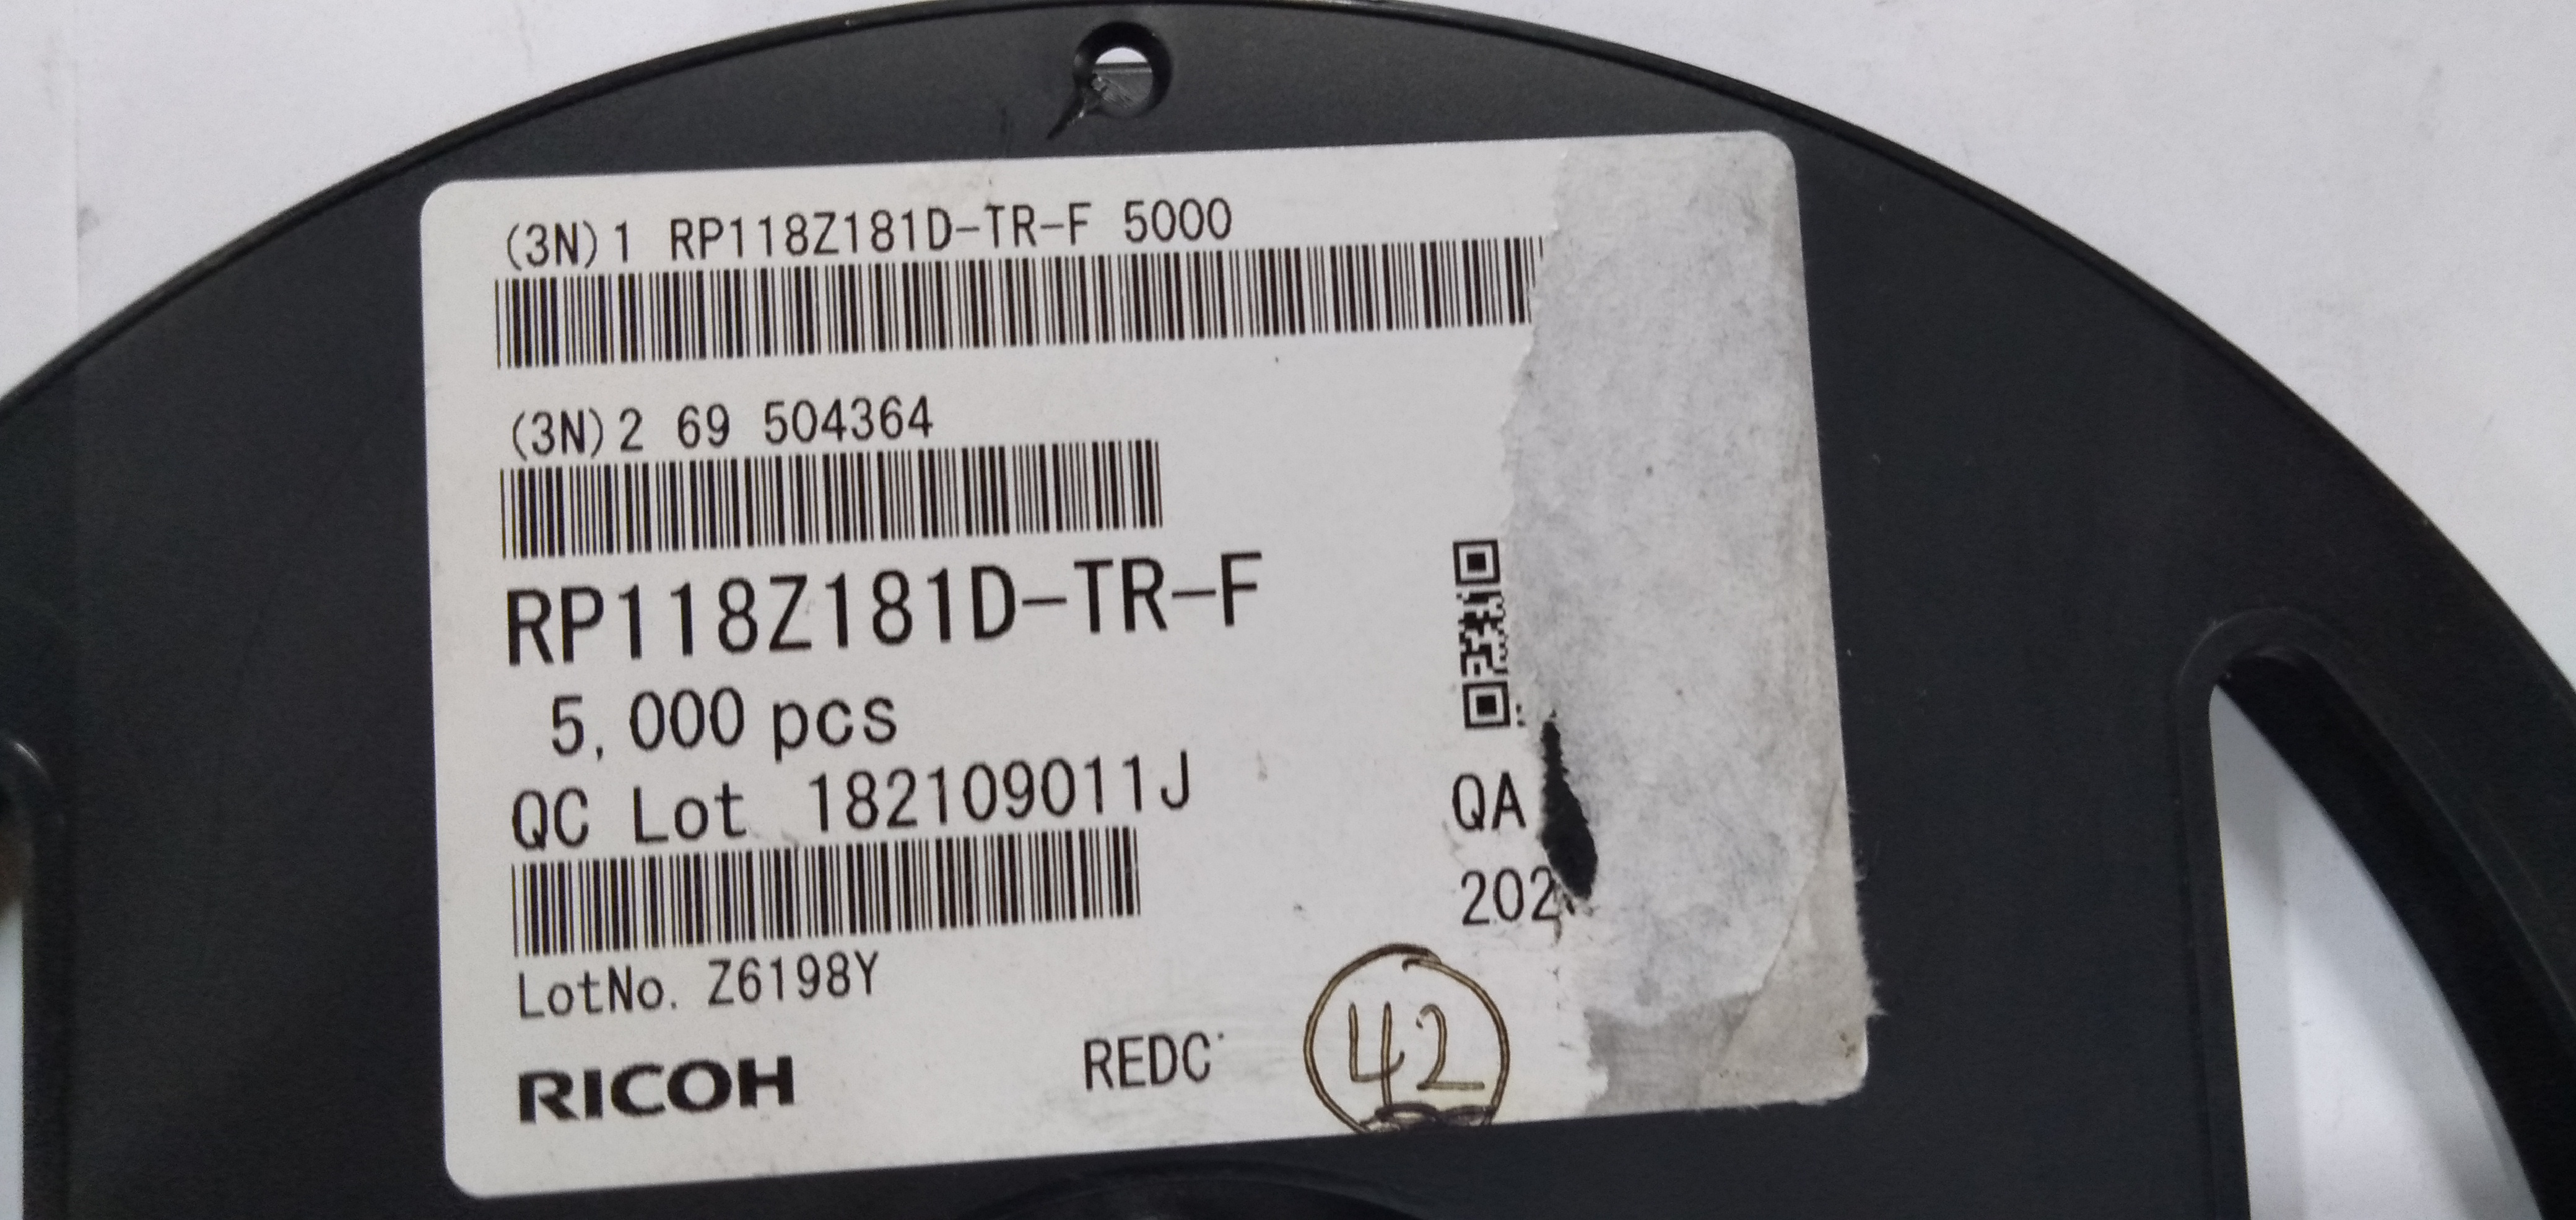 (3N)1 RP118Z181D-TR-F 5000
(3N)2 69 504364
RP118Z181D-TR-F
5,000 pcs
QC Lot 182109011J
QA
202
LotNo. Z6198Y
RICOH
REDC
42